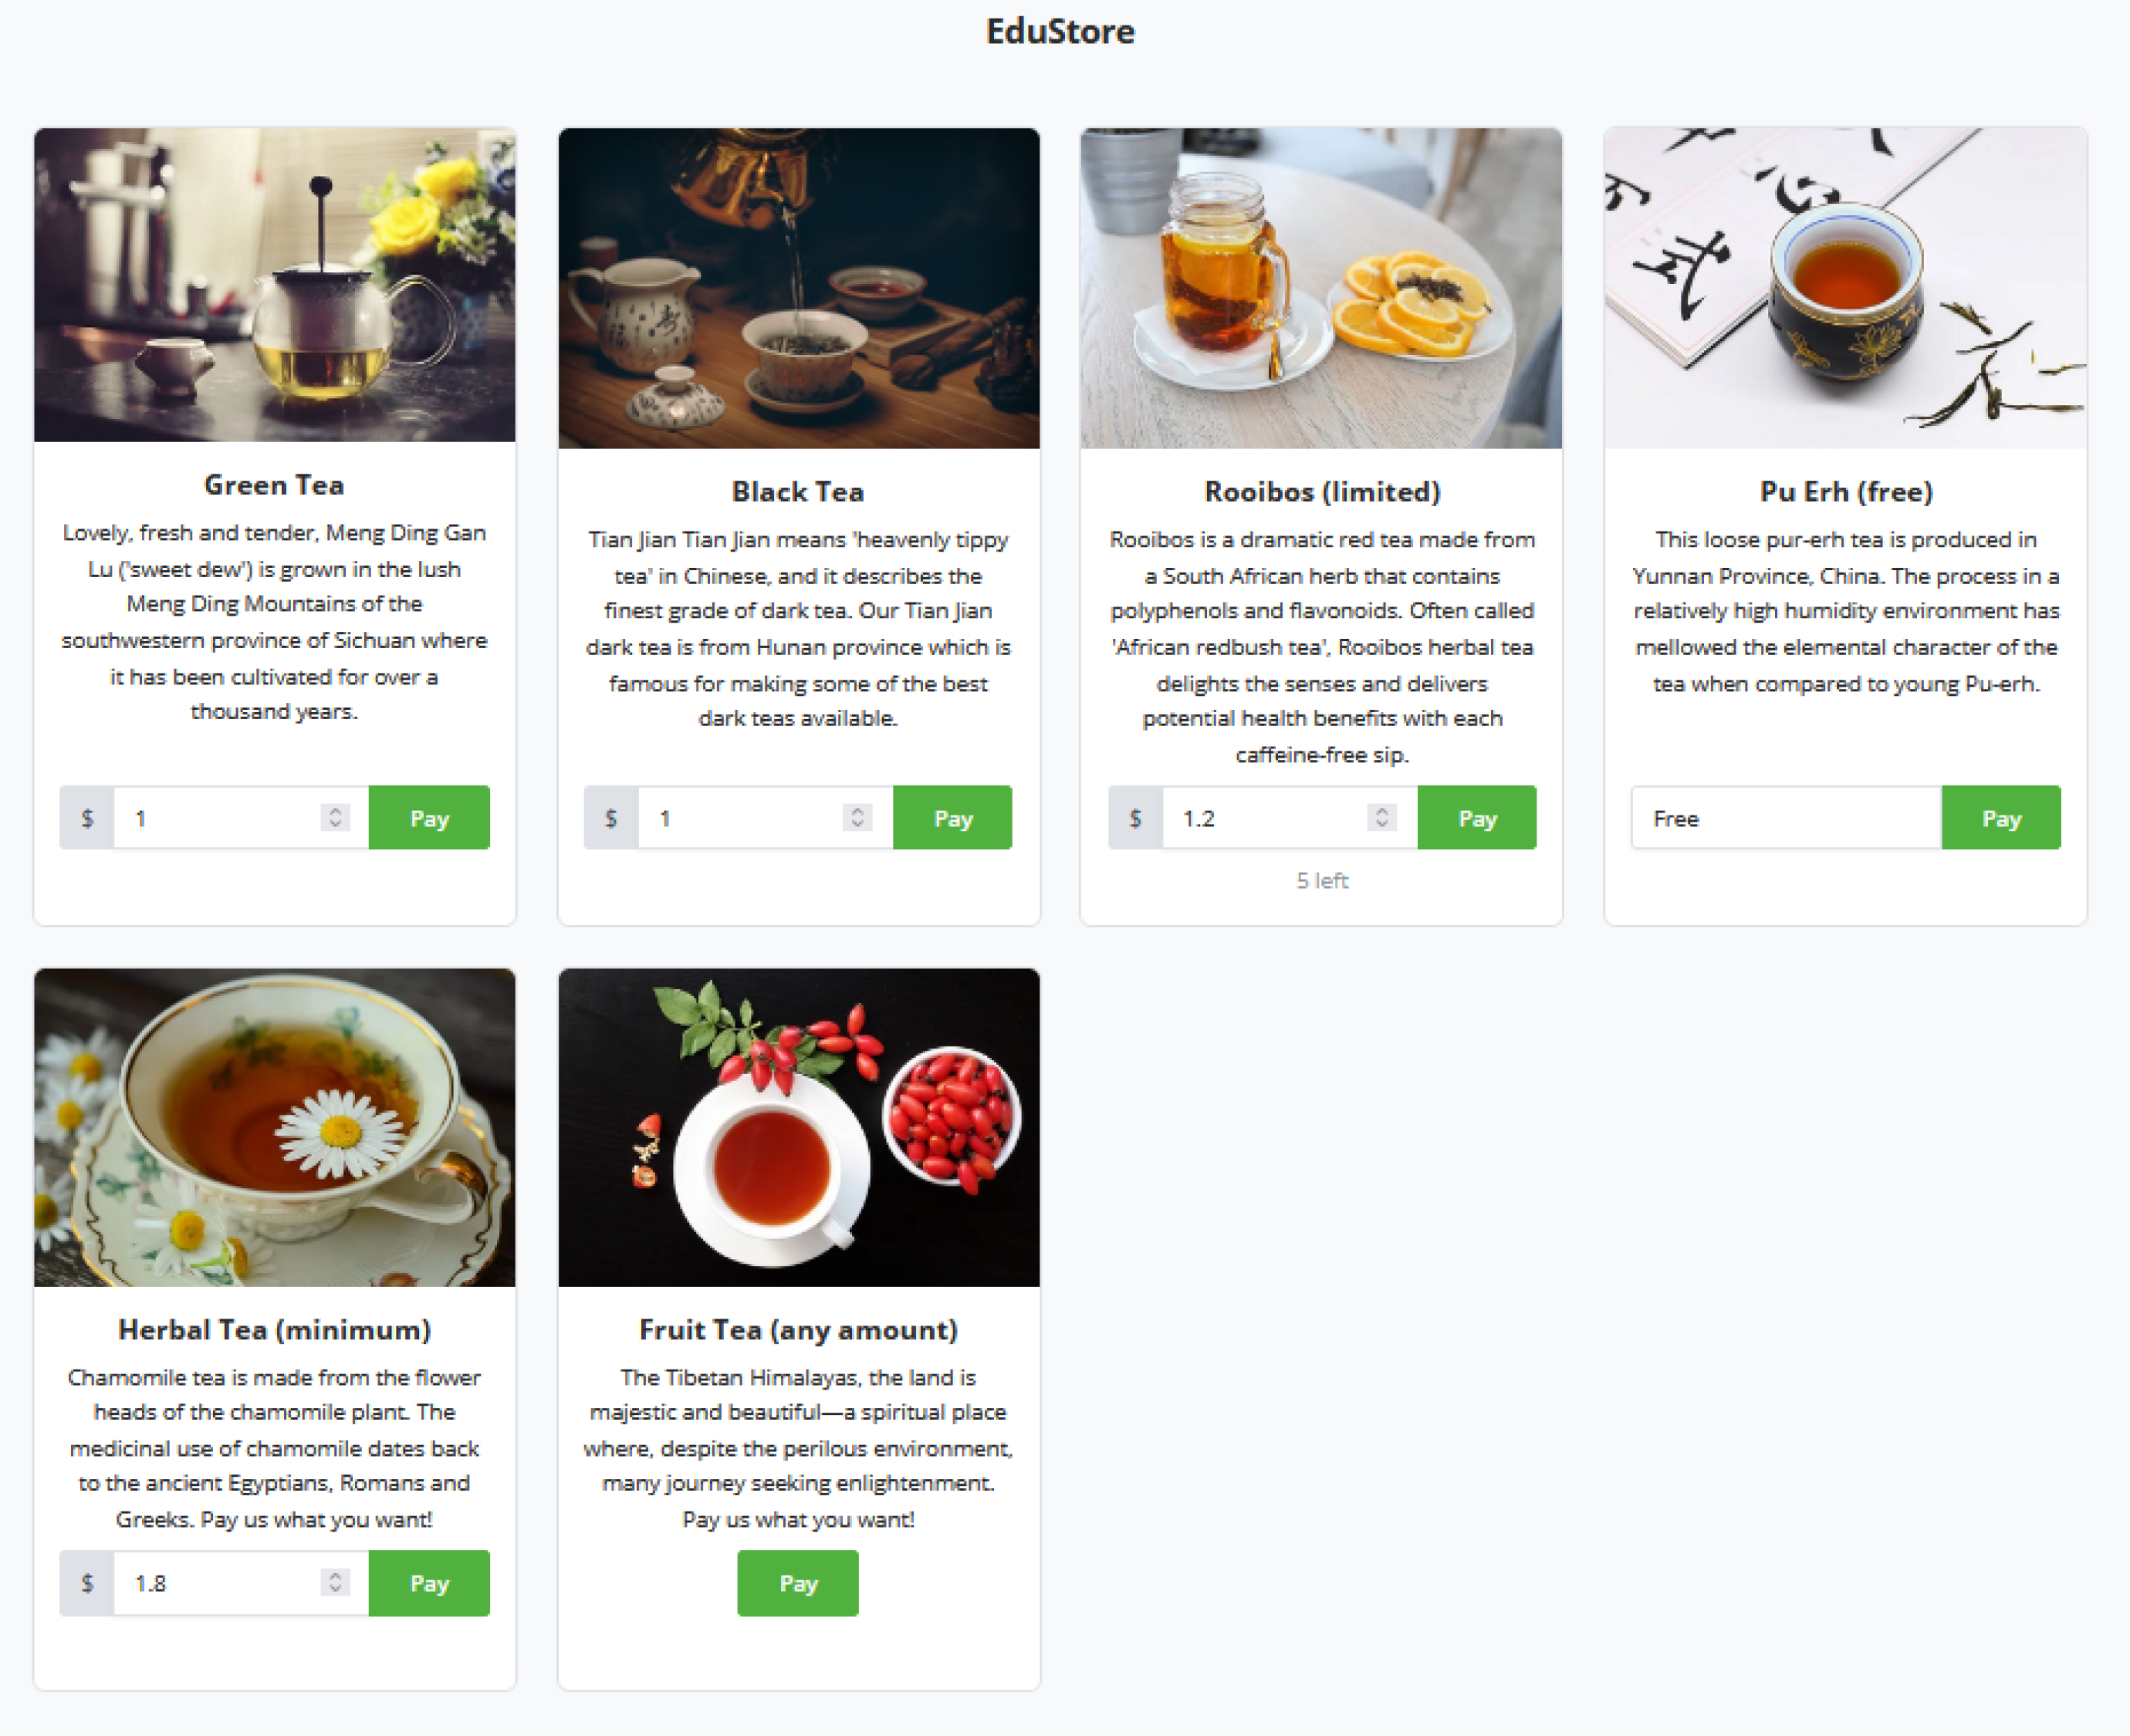 EduStore
Green Tea
Lovely, fresh and tender, Meng Ding Gan
Lu ('sweet dew') is grown in the lush
Meng Ding Mountains of the
southwestern province of Sichuan where
it has been cultivated for over a
thousand years.
$ 1 Pay
Black Tea
Tian Jian Tian Jian means 'heavenly tippy
tea' in Chinese, and it describes the
finest grade of dark tea. Our Tian Jian
dark tea is from Hunan province which is
famous for making some of the best
dark teas available.
$ 1 Pay
Rooibos (limited)
Rooibos is a dramatic red tea made from
a South African herb that contains
polyphenols and flavonoids. Often called
'African redbush tea', Rooibos herbal tea
delights the senses and delivers
potential health benefits with each
caffeine-free sip.
$ 1.2 Pay
5 left
Pu Erh (free)
This loose pur-erh tea is produced in
Yunnan Province, China. The process in a
relatively high humidity environment has
mellowed the elemental character of the
tea when compared to young Pu-erh.
Free Pay
Herbal Tea (minimum)
Chamomile tea is made from the flower
heads of the chamomile plant. The
medicinal use of chamomile dates back
to the ancient Egyptians, Romans and
Greeks. Pay us what you want!
$ 1.8 Pay
Fruit Tea (any amount)
The Tibetan Himalayas, the land is
majestic and beautiful—a spiritual place
where, despite the perilous environment,
many journey seeking enlightenment.
Pay us what you want!
Pay